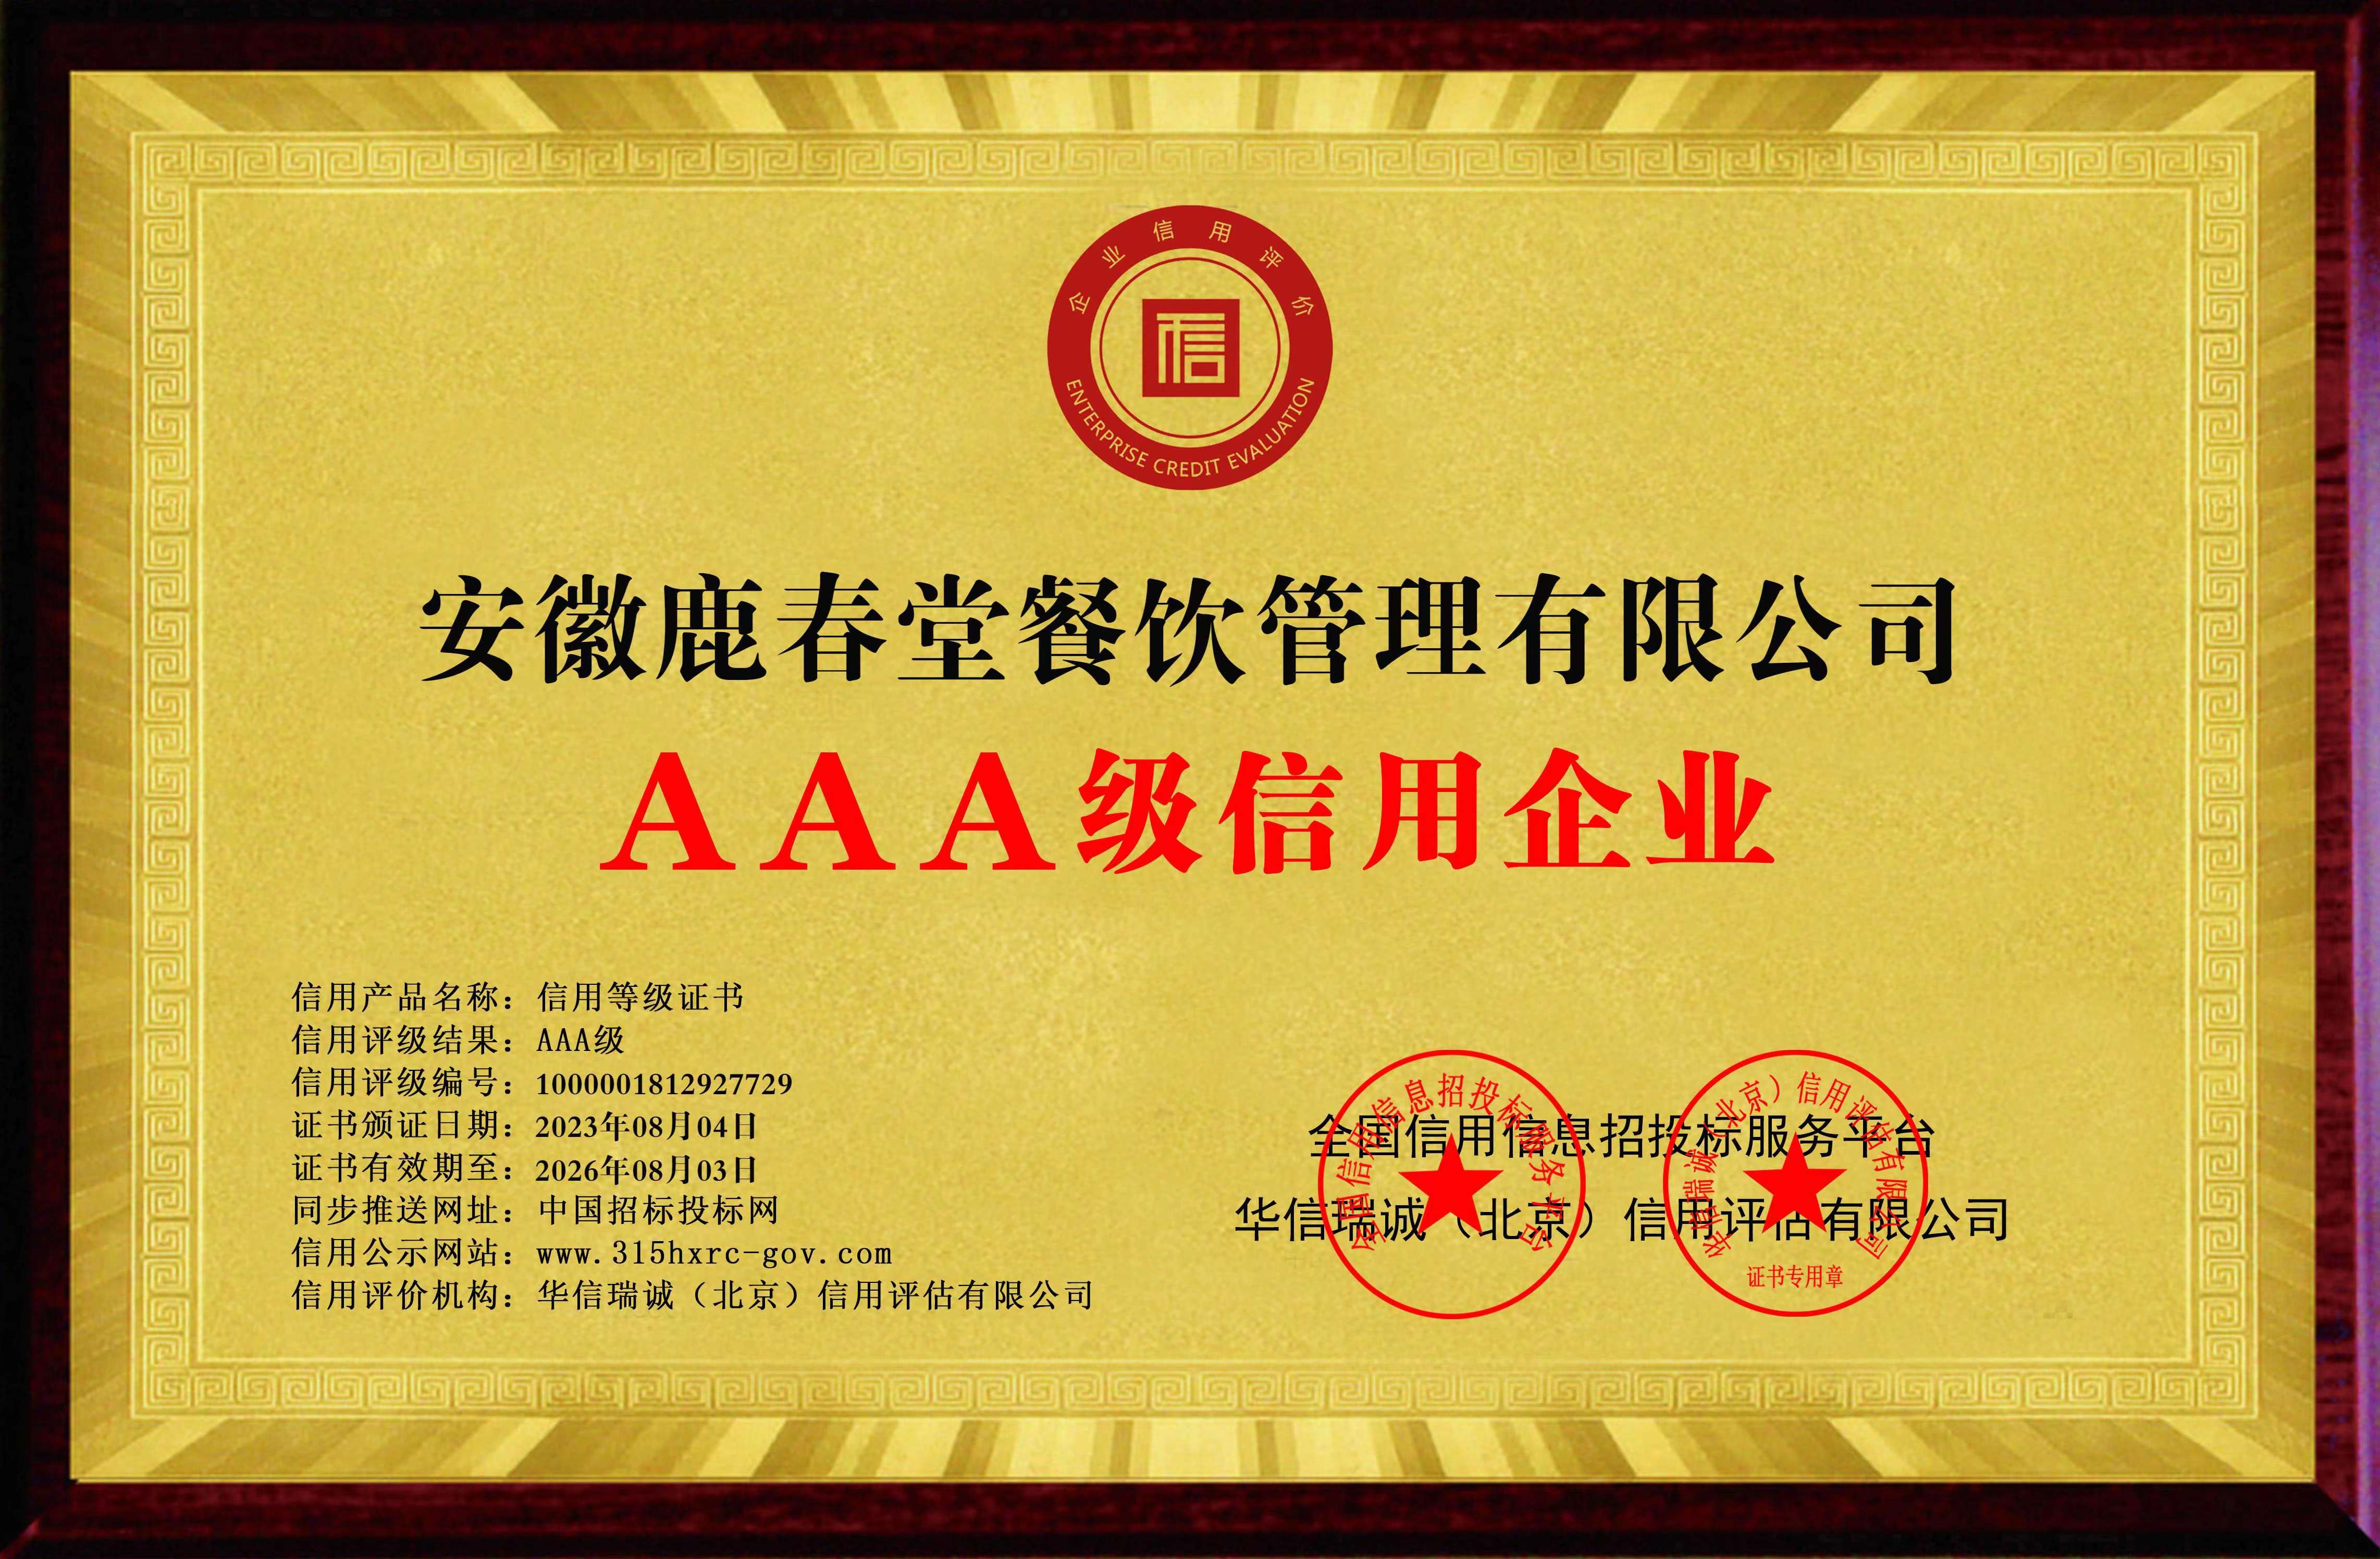 企业信用评价
信
ENTERPRISE CREDIT EVALUATION
安徽鹿春堂餐饮管理有限公司
AAA级信用企业
信用产品名称：信用等级证书
信用评级结果：AAA级
信用评级编号：1000001812927729
证书颁证日期：2023年08月04日
证书有效期至：2026年08月03日
同步推送网址：中国招标投标网
信用公示网站：www.315hxrc-gov.com
信用评价机构：华信瑞诚（北京）信用评估有限公司
全国信用信息招投标服务平台
华信瑞诚（北京）信用评估有限公司
全国信用信息招投标服务平台
华信瑞诚（北京）信用评估有限公司
证书专用章